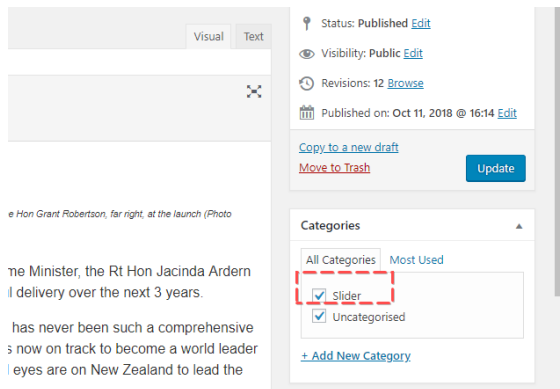 Visual Text
e Hon Grant Robertson, far right, at the launch (Photo
me Minister, the Rt Hon Jacinda Ardern
l delivery over the next 3 years.
has never been such a comprehensive
s now on track to become a world leader
l eyes are on New Zealand to lead the
Status: Published Edit
Visibility: Public Edit
Revisions: 12 Browse
Published on: Oct 11, 2018 @ 16:14 Edit
Copy to a new draft
Move to Trash
Update
Categories
All Categories Most Used
Slider
Uncategorised
+ Add New Category